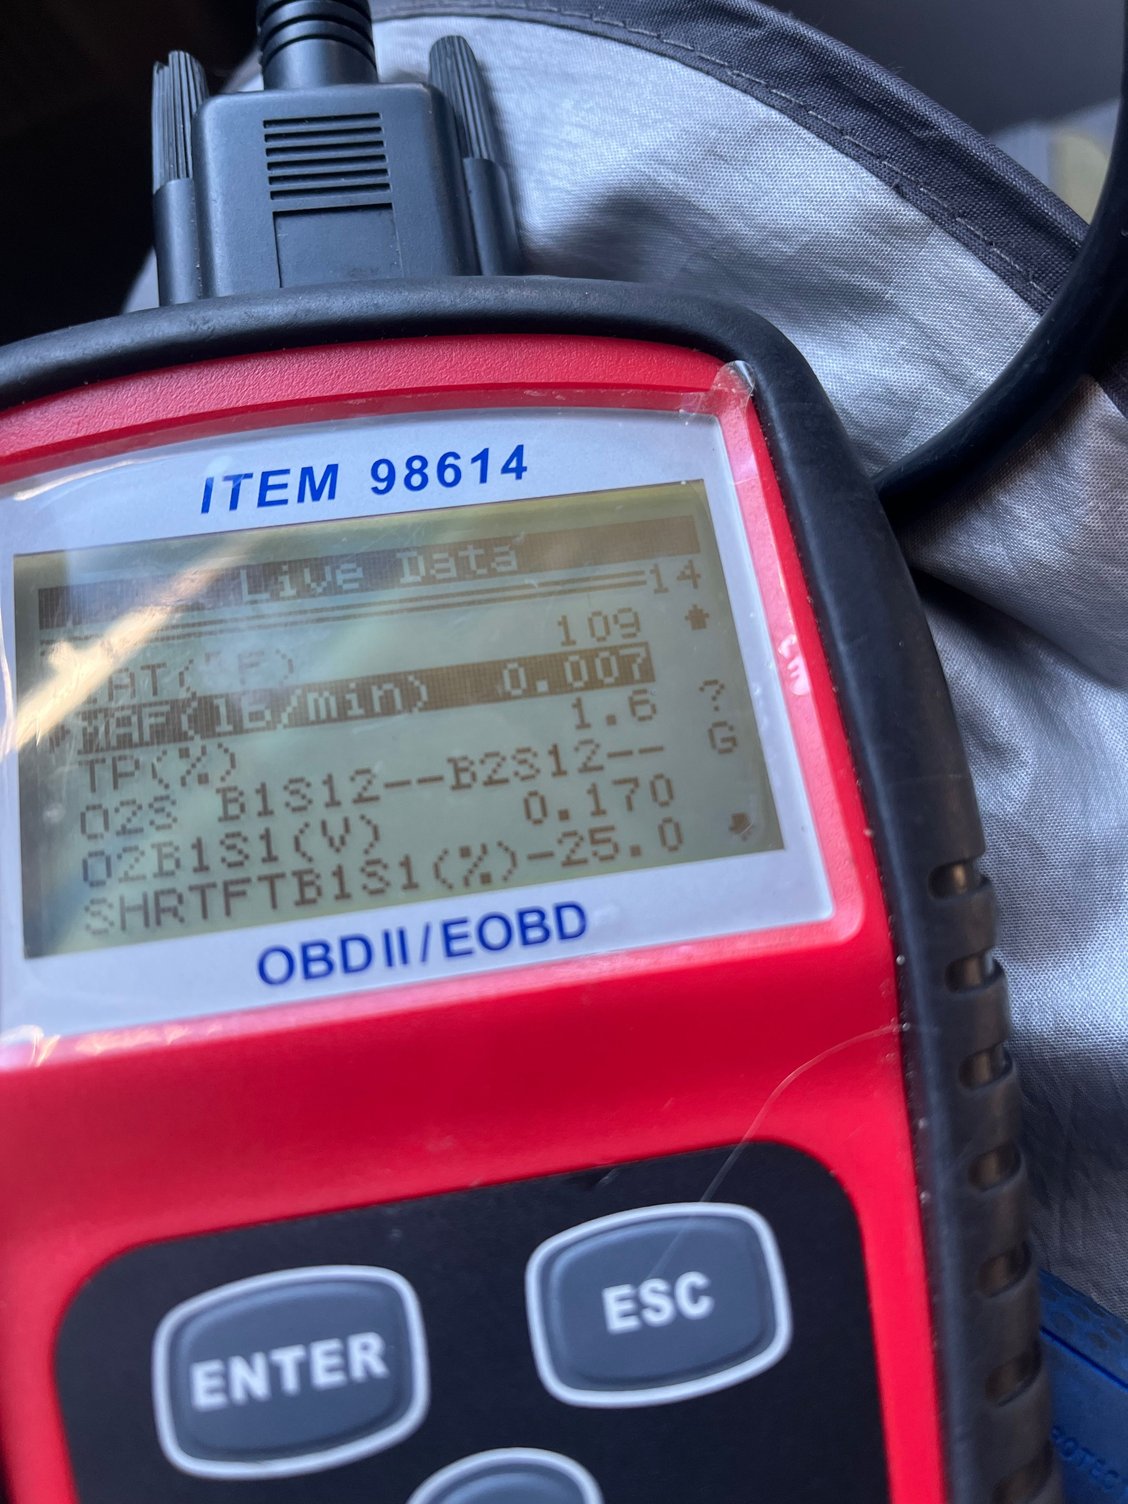 ITEM 98614
Live Data
14
IAT(°F) 109
MAF(lb/min) 0.007
TP(%) 1.6
?
O2S B1S12--B2S12--
G
O2B1S1(V) 0.170
SHRTFTB1S1(%)-25.0
OBDII/EOBD
ENTER
ESC